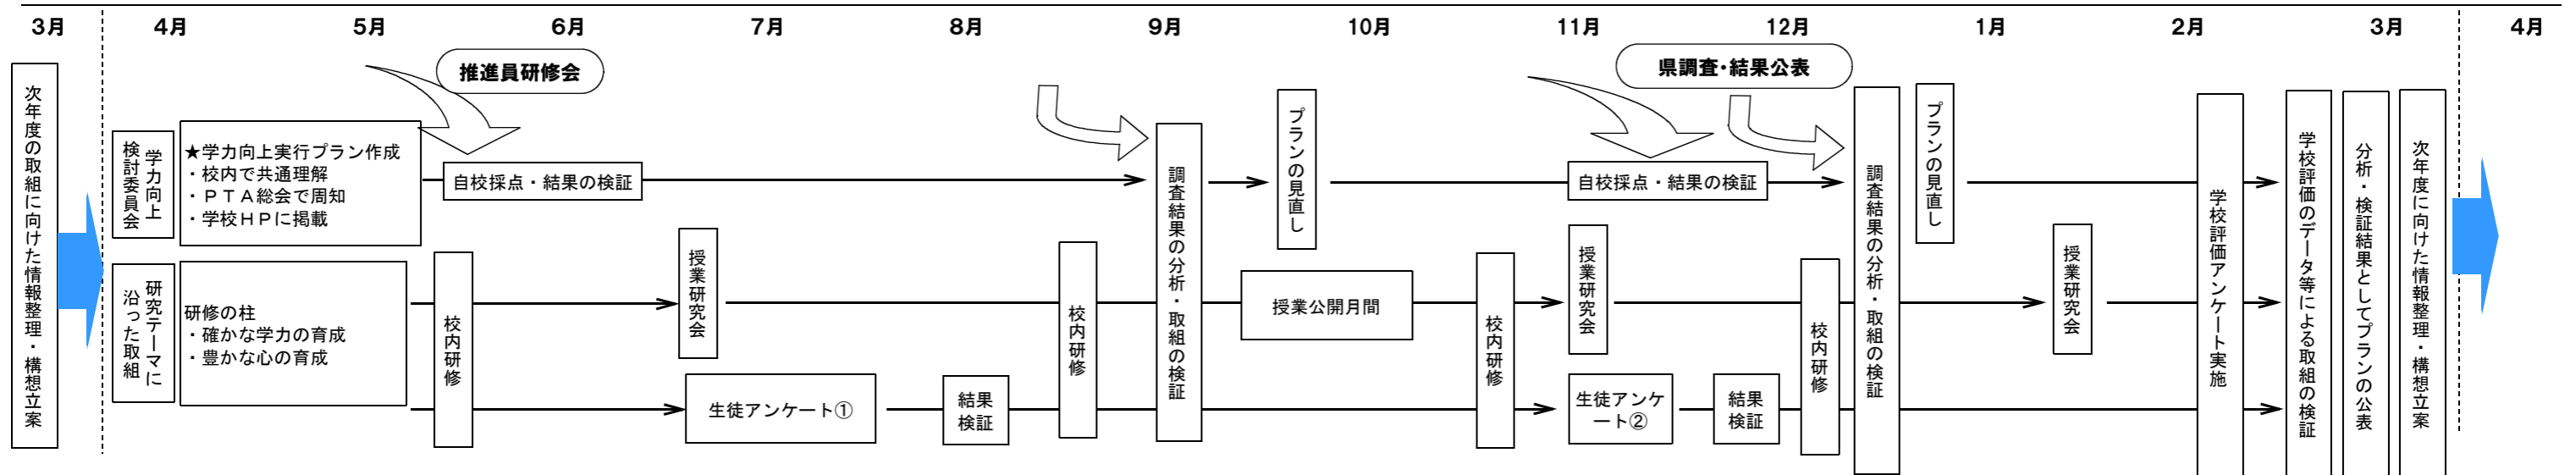 3月
4月
5月
6月
7月
8月
9月
10月
11月
12月
1月
2月
3月
4月
推進員研修会
県調査・結果公表
次年度の取組に向けた情報整理・構想立案
学力向上
検討委員会
★学力向上実行プラン作成
・校内で共通理解
・ＰＴＡ総会で周知
・学校ＨＰに掲載
自校採点・結果の検証
調査結果の分析・取組の検証
プランの見直し
自校採点・結果の検証
調査結果の分析・取組の検証
プランの見直し
研究テーマに
沿った取組
研修の柱
・確かな学力の育成
・豊かな心の育成
校内研修
授業研究会
校内研修
授業公開月間
校内研修
授業研究会
校内研修
授業研究会
生徒アンケート①
結果
検証
生徒アンケ
ート②
結果
検証
学校評価アンケート実施
学校評価のデータ等による取組の検証
分析・検証結果としてプランの公表
次年度に向けた情報整理・構想立案